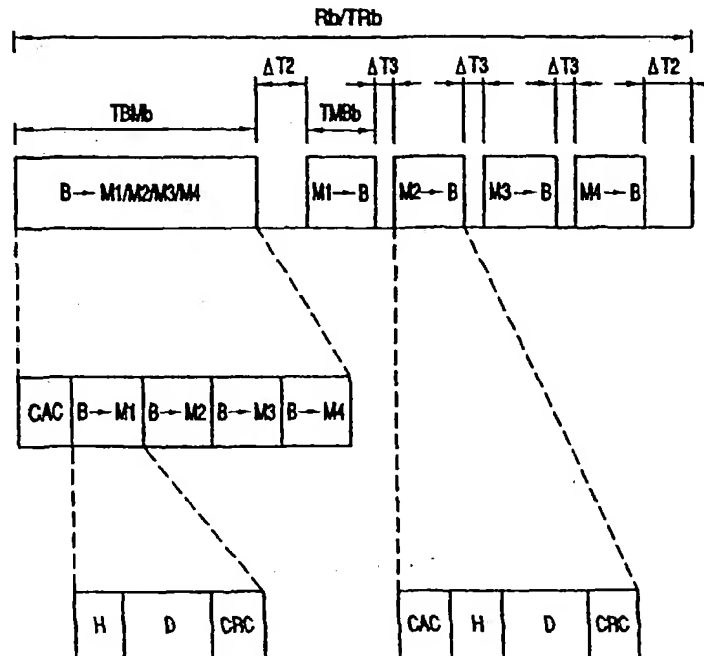 Rb/TRb
ΔT2 ΔT3 ΔT3 ΔT3 ΔT2
TBMb TMBb
B→M1/M2/M3/M4 M1→B M2→B M3→B M4→B
CAC B→M1 B→M2 B→M3 B→M4
H D CRC CAC H D CRC